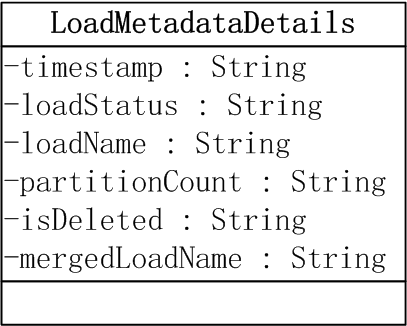 LoadMetadataDetails
-timestamp : String
-loadStatus : String
-loadName : String
-partitionCount : String
-isDeleted : String
-mergedLoadName : String